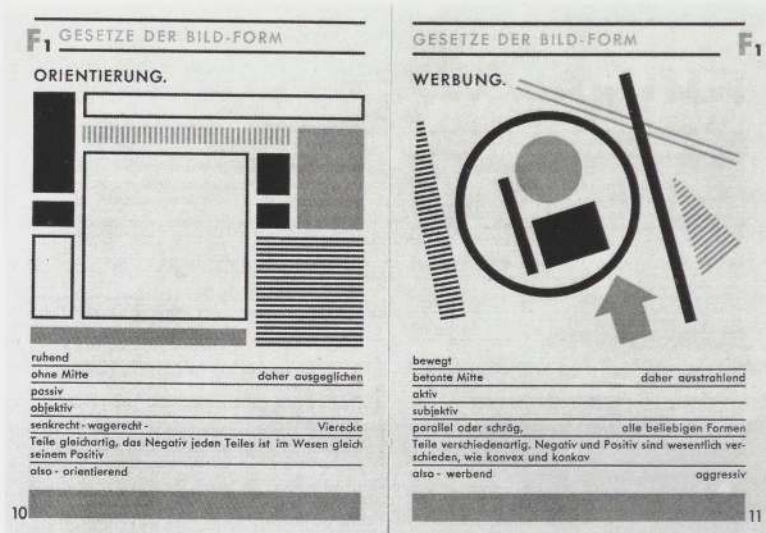 F1 GESETZE DER BILD-FORM
ORIENTIERUNG.
ruhend
ohne Mitte daher ausgeglichen
passiv
objektiv
senkrecht - wagerecht - Vierecke
Teile gleichartig, das Negativ jeden Teiles ist im Wesen gleich
seinem Positiv
also - orientierend
10
GESETZE DER BILD-FORM F1
WERBUNG.
bewegt
betonte Mitte daher ausstrahlend
aktiv
subjektiv
parallel oder schräg, alle beliebigen Formen
Teile verschiedenartig. Negativ und Positiv sind wesentlich ver-
schieden, wie konvex und konkav
also - werbend aggressiv
11